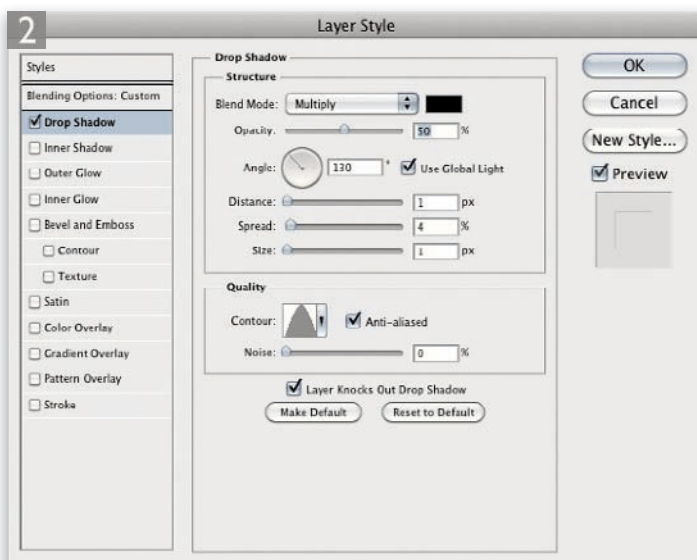 2
Layer Style
Styles
Blending Options: Custom
Drop Shadow
Inner Shadow
Outer Glow
Inner Glow
Bevel and Emboss
Contour
Texture
Satin
Color Overlay
Gradient Overlay
Pattern Overlay
Stroke
Drop Shadow
Structure
Blend Mode: Multiply
Opacity: 50 %
Angle: 130 ° Use Global Light
Distance: 1 px
Spread: 4 %
Size: 1 px
Quality
Contour: Anti-aliased
Noise: 0 %
Layer Knocks Out Drop Shadow
Make Default Reset to Default
OK
Cancel
New Style...
Preview